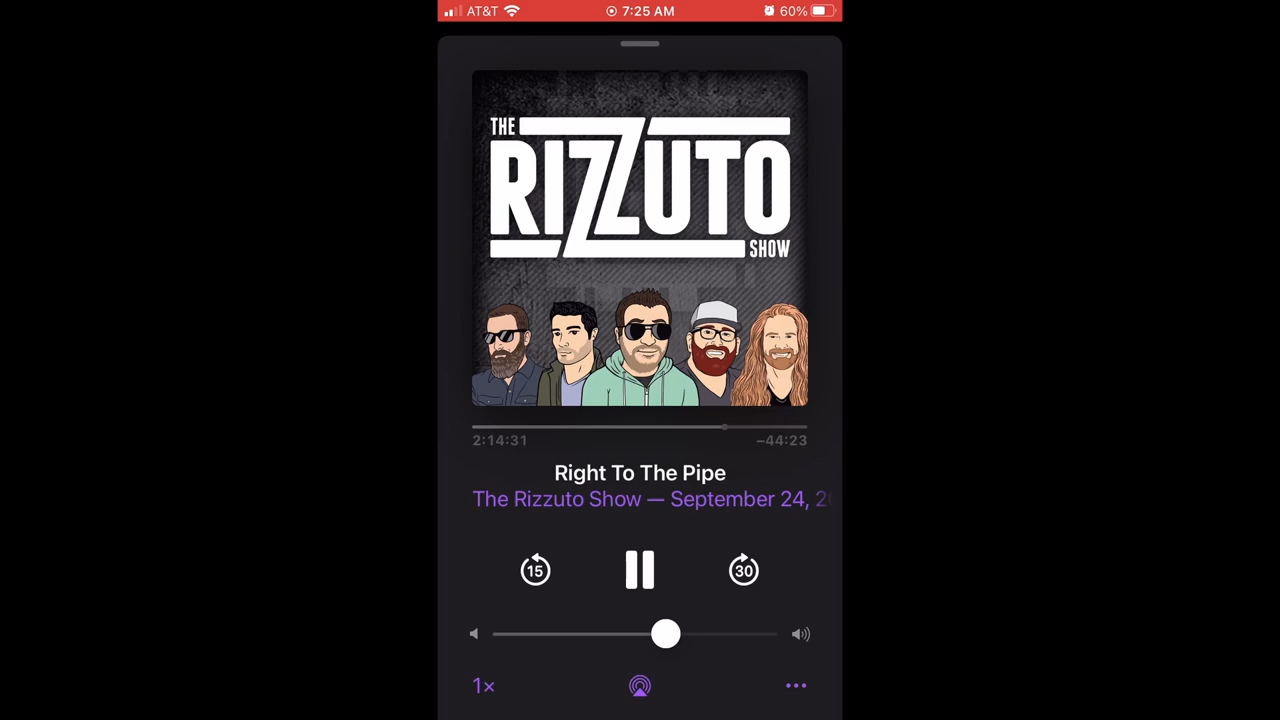 AT&T 7:25 AM 60%
THE
RIZZUTO
SHOW
2:14:31 –44:23
Right To The Pipe
The Rizzuto Show — September 24, 2
15 30
1×